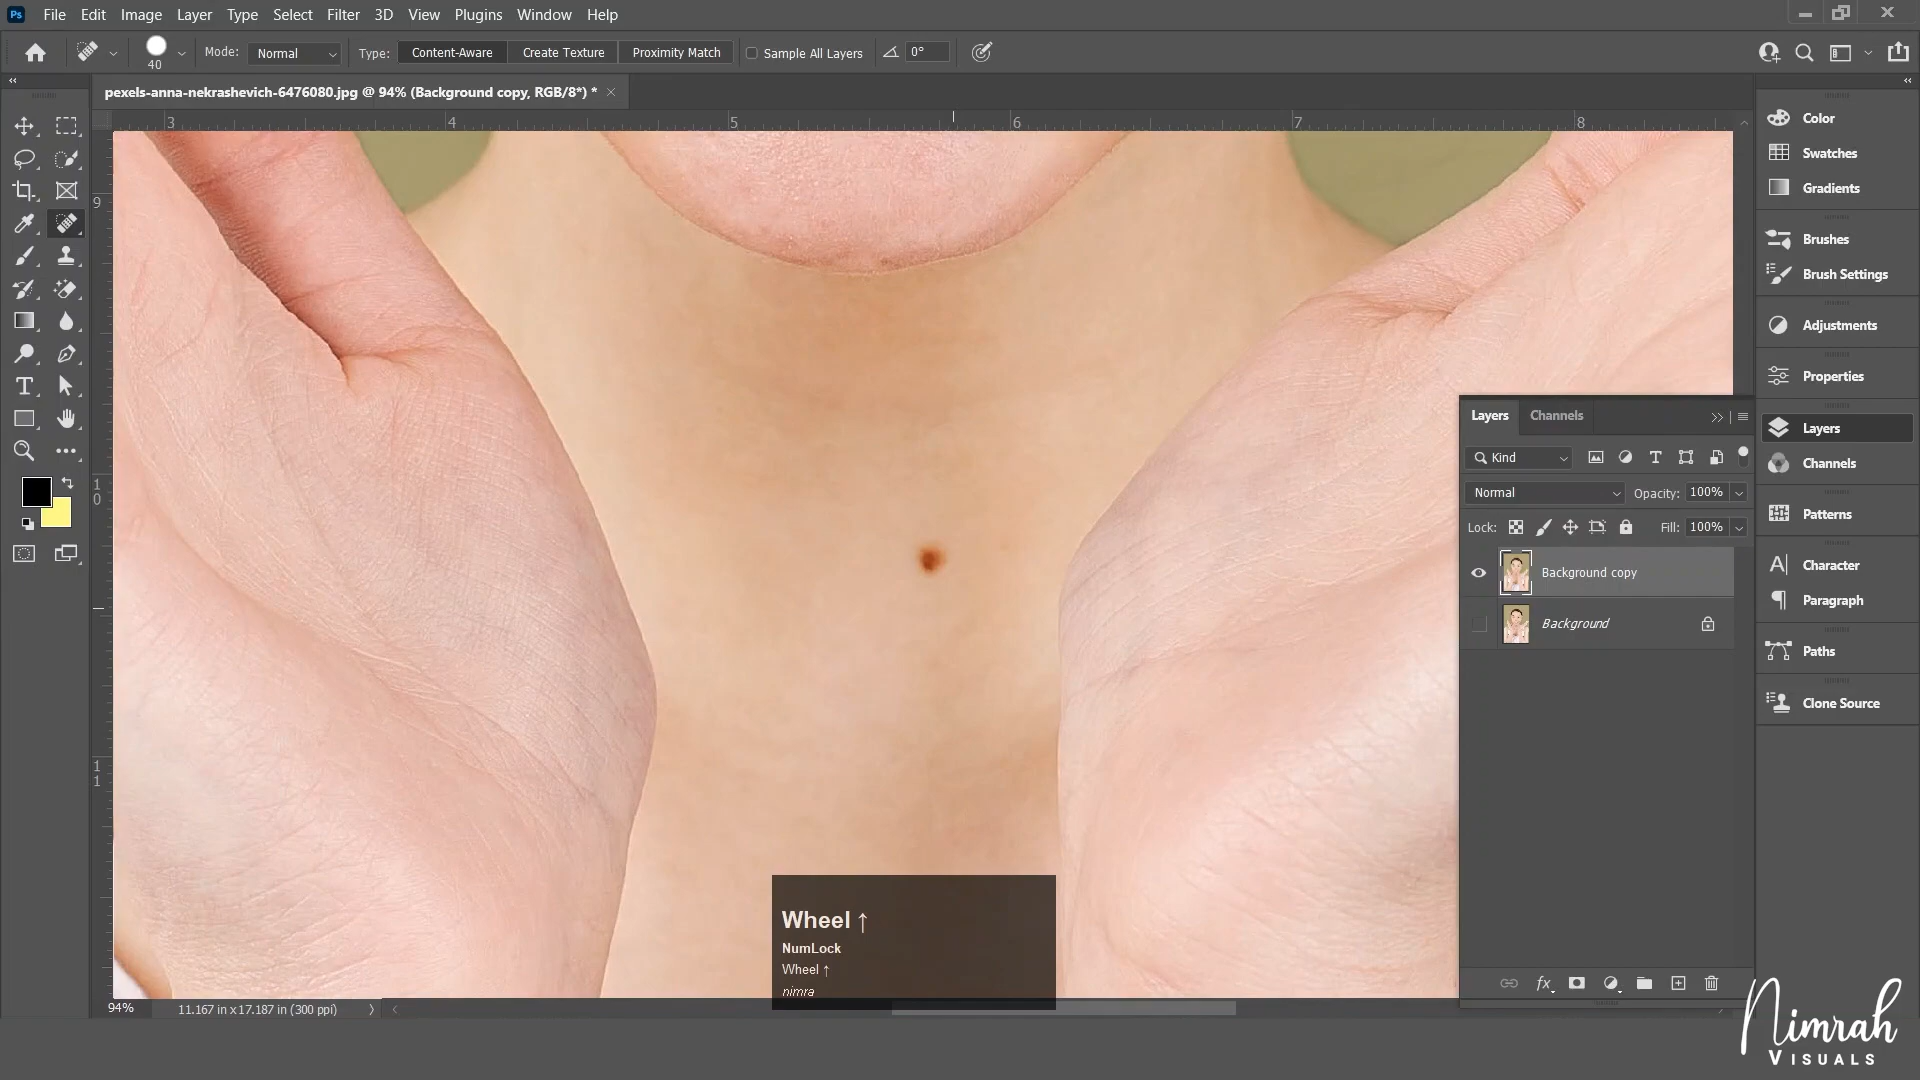 Ps File Edit Image Layer Type Select Filter 3D View Plugins Window Help
40 Mode: Normal Type: Content-Aware Create Texture Proximity Match Sample All Layers 0°
pexels-anna-nekrashevich-6476080.jpg @ 94% (Background copy, RGB/8*) * ×
3 4 5 6 7 8
9
10
11
Color
Swatches
Gradients
Brushes
Brush Settings
Adjustments
Properties
Layers
Channels
Patterns
Character
Paragraph
Paths
Clone Source
Layers Channels
Kind
Normal Opacity: 100%
Lock: Fill: 100%
Background copy
Background
fx
Wheel ↑
NumLock
Wheel ↑
nimra
94% 11.167 in x 17.187 in (300 ppi)
Nimrah
VISUALS